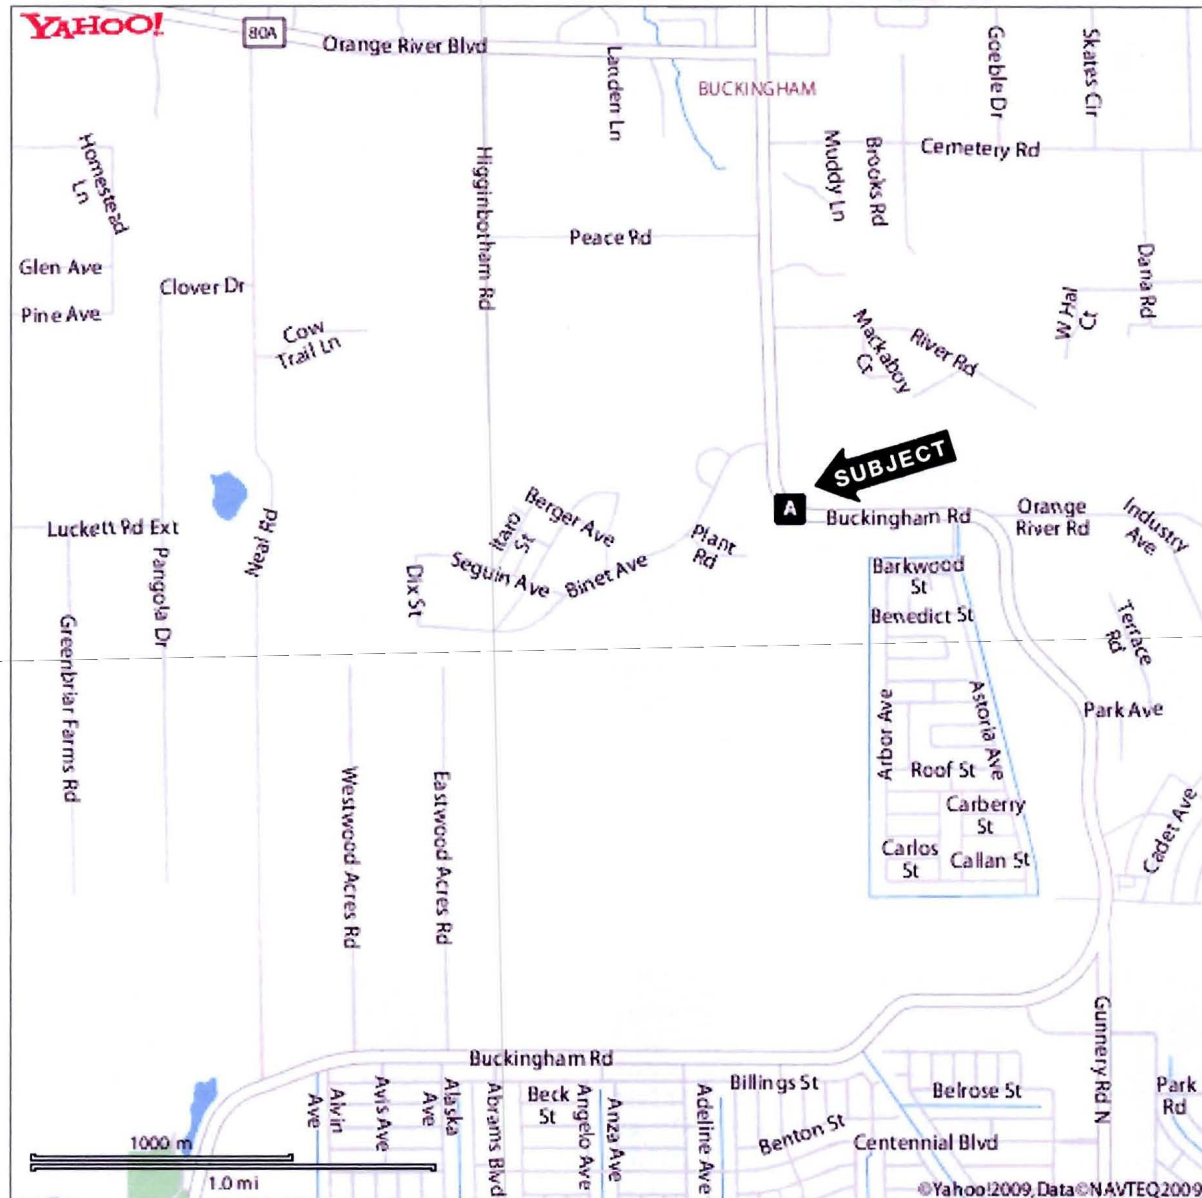 YAHOO!
80A
Orange River Blvd
Landen Ln
BUCKINGHAM
Goeble Dr
Skates Cir
Homestead
Ln
Higginbotham Rd
Muddy Ln
Brooks Rd
Cemetery Rd
Peace Rd
Glen Ave
Clover Dr
Dana Rd
Pine Ave
Cow
Trail Ln
W Hal
Ct
Mackaboy
Ct
River Rd
SUBJECT
A
Buckingham Rd
Orange
River Rd
Industry
Ave
Luckett Rd Ext
Neal Rd
Itaro
St
Berger Ave
Plant
Rd
Pangola Dr
Dix St
Seguin Ave
Binet Ave
Barkwood
St
Benedict St
Terrace
Rd
Greenbriar Farms Rd
Arbor Ave
Astoria Ave
Park Ave
Westwood Acres Rd
Eastwood Acres Rd
Roof St
Carberry
St
Carlos
St
Callan St
Cadet Ave
Gunnery Rd N
Buckingham Rd
Alvin
Ave
Avis Ave
Alaska
Ave
Abrams Blvd
Beck
St
Angelo Ave
Anza Ave
Adeline Ave
Billings St
Benton St
Belrose St
Centennial Blvd
Park
Rd
1000 m
1.0 mi
©Yahoo!2009, Data©NAVTEQ2009